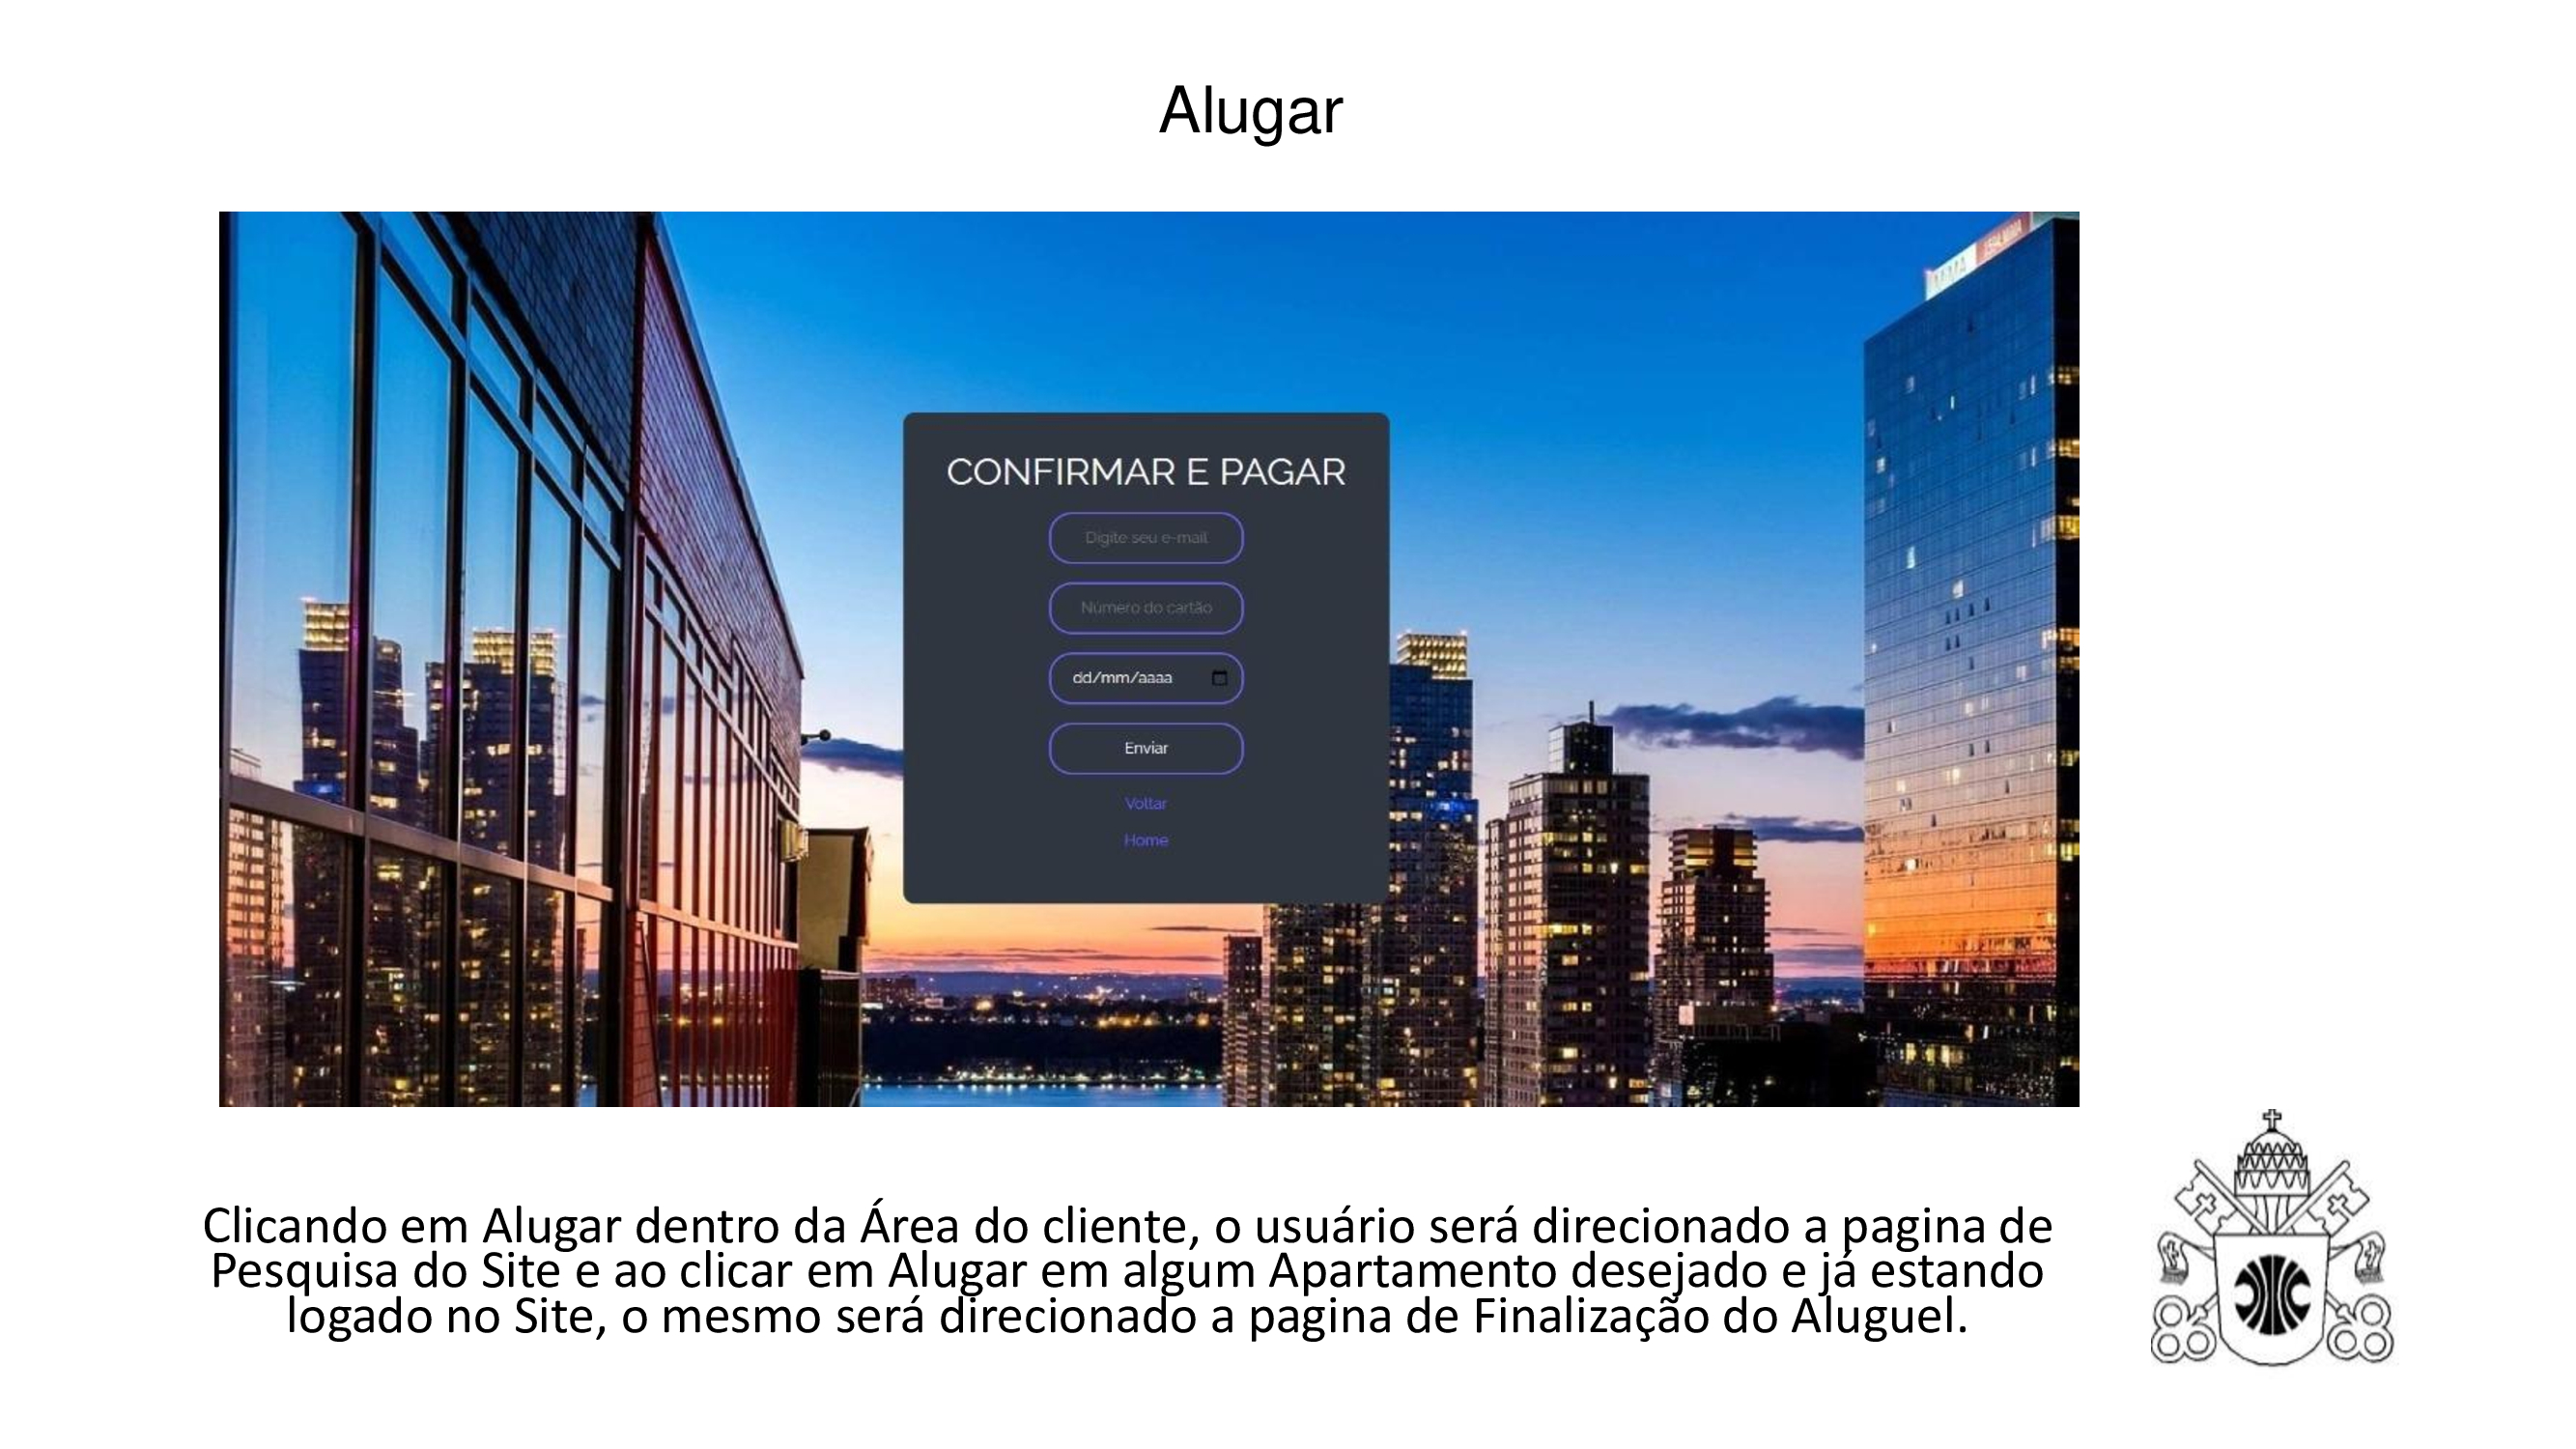 Alugar
CONFIRMAR E PAGAR
Digite seu e-mail
Número do cartão
dd/mm/aaaa
Enviar
Voltar
Home
Clicando em Alugar dentro da Área do cliente, o usuário será direcionado a pagina de
Pesquisa do Site e ao clicar em Alugar em algum Apartamento desejado e já estando
logado no Site, o mesmo será direcionado a pagina de Finalização do Aluguel.